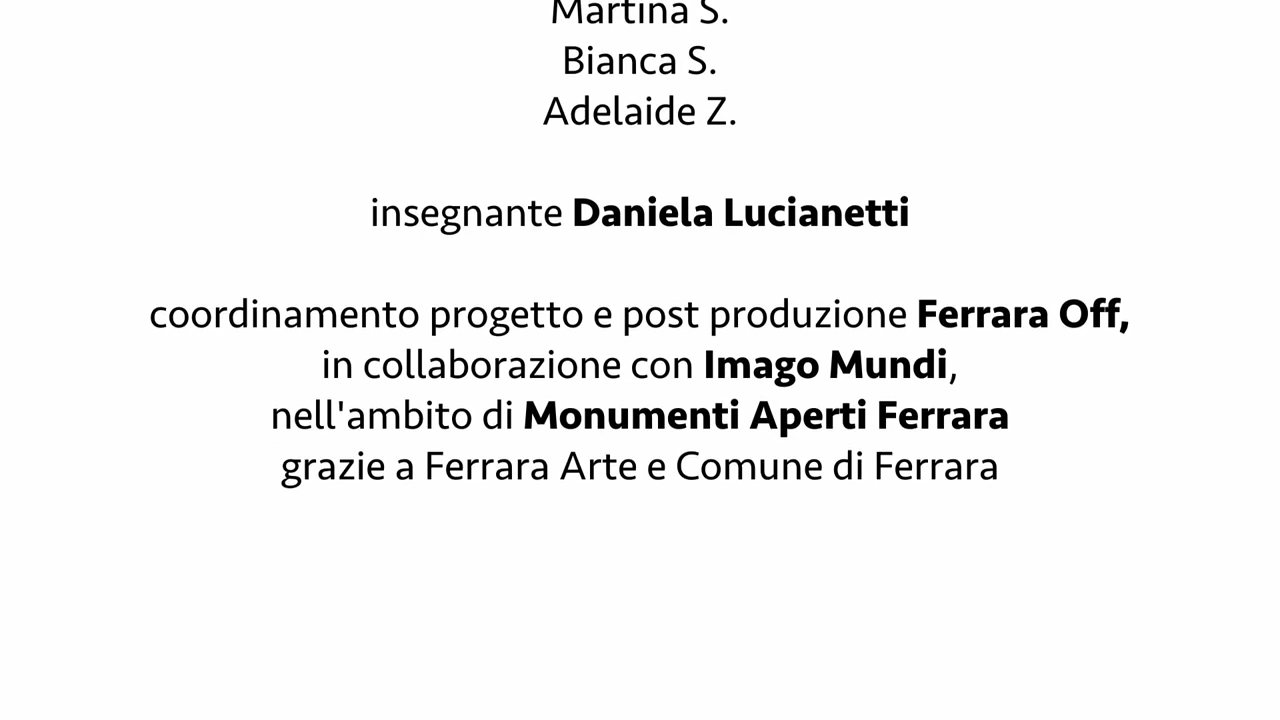 Martina S.
Bianca S.
Adelaide Z.
insegnante Daniela Lucianetti
coordinamento progetto e post produzione Ferrara Off,
in collaborazione con Imago Mundi,
nell'ambito di Monumenti Aperti Ferrara
grazie a Ferrara Arte e Comune di Ferrara